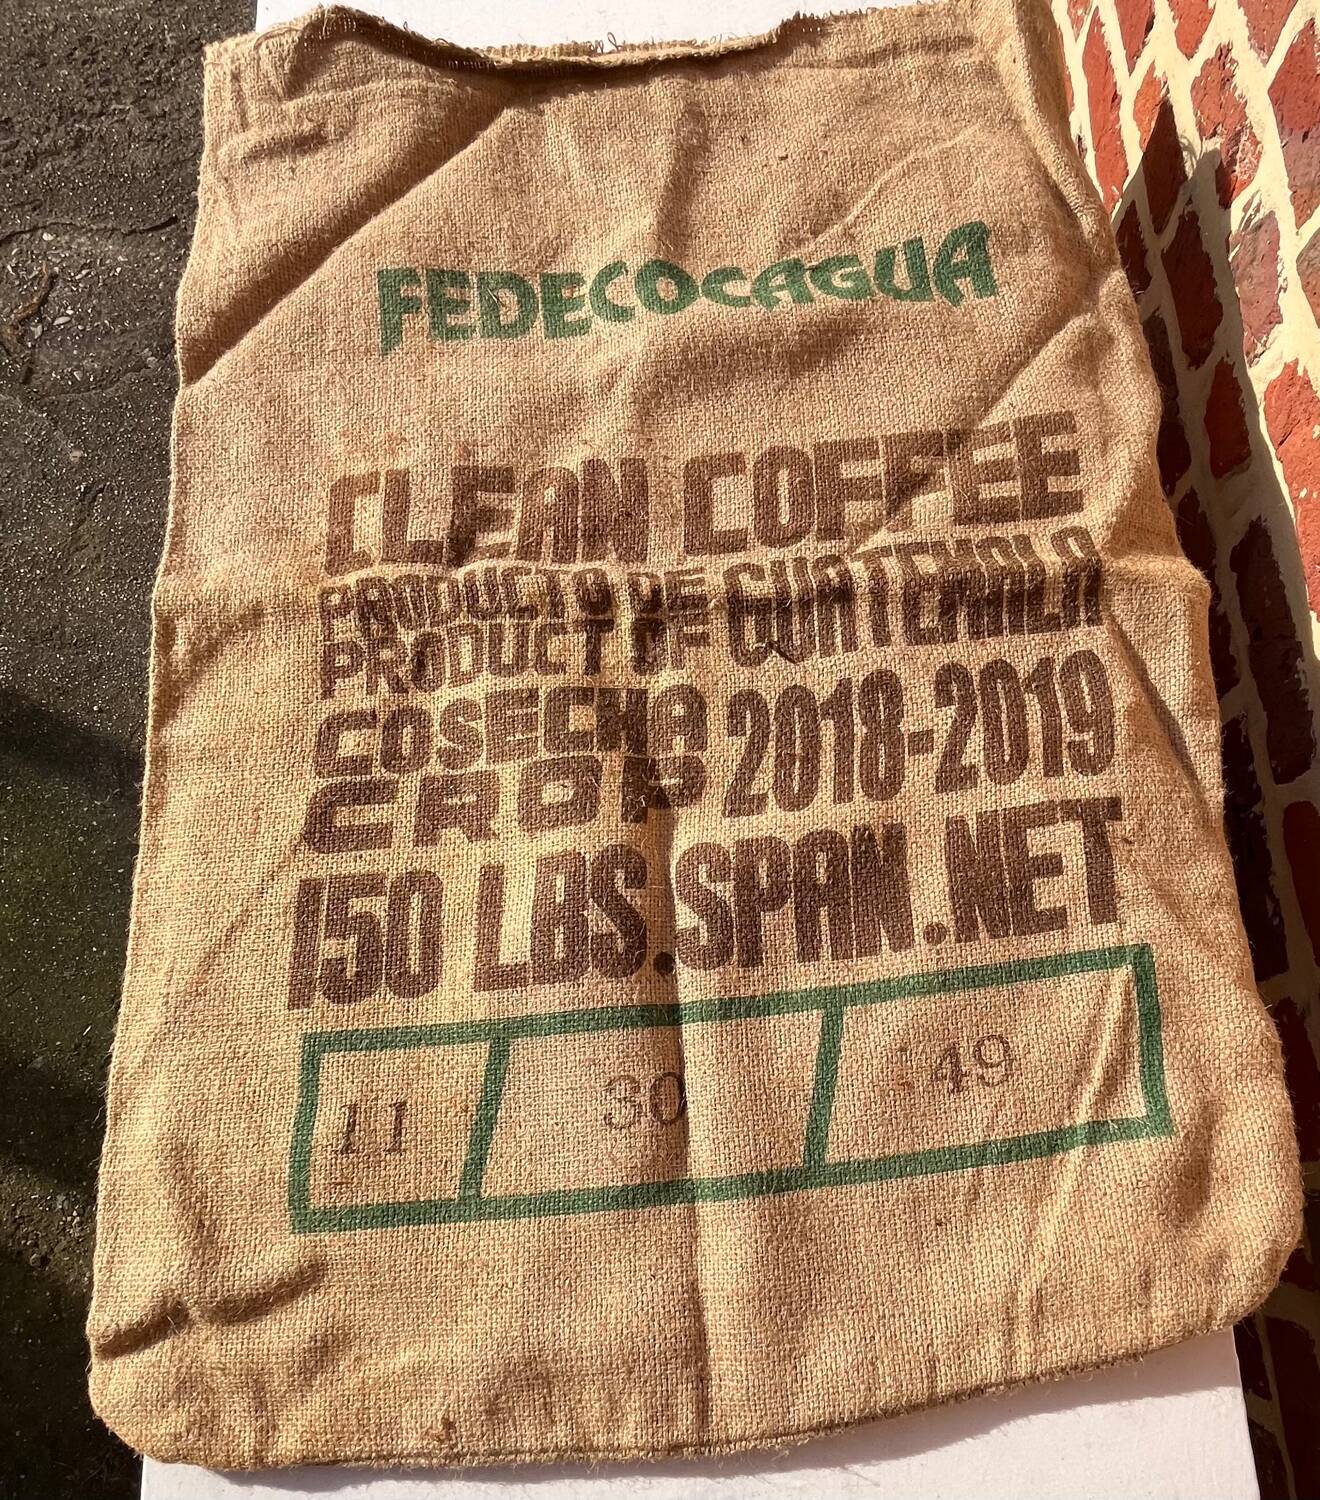 FEDECOCAGUA
CLEAN COFFEE
PRODUCTO DE GUATEMALA
PRODUCT OF GUATEMALA
COSECHA 2018-2019
CROP
150 LBS.SPAN.NET
11 30 49